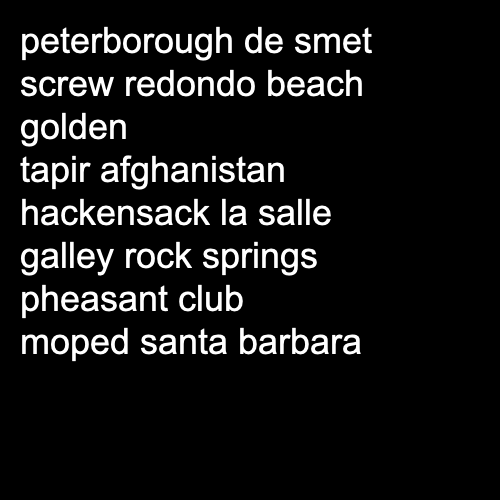 peterborough de smet
screw redondo beach
golden
tapir afghanistan
hackensack la salle
galley rock springs
pheasant club
moped santa barbara